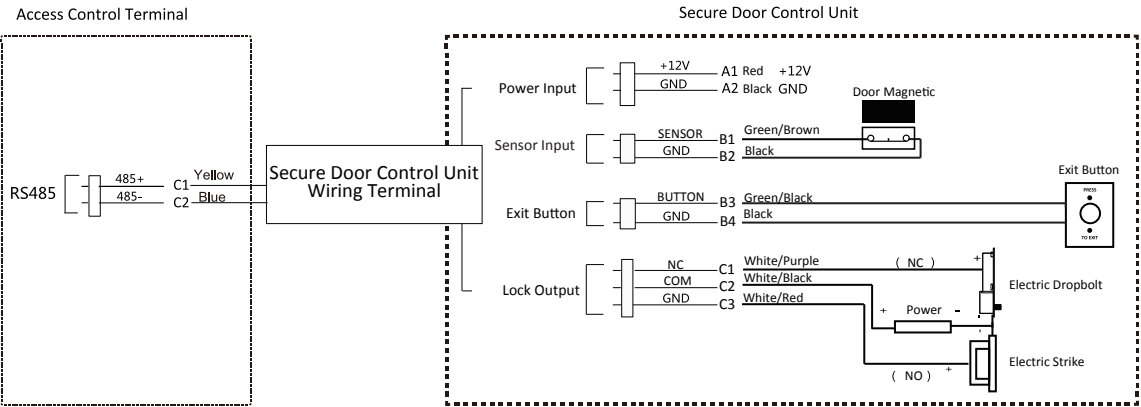 Access Control Terminal
Secure Door Control Unit
Power Input
+12V
A1 Red +12V
GND
A2 Black GND
Door Magnetic
Sensor Input
SENSOR
B1
Green/Brown
GND
B2
Black
RS485
485+
C1
Yellow
485-
C2
Blue
Secure Door Control Unit
Wiring Terminal
Exit Button
BUTTON
B3
Green/Black
GND
B4
Black
Exit Button
PRESS
TO EXIT
Lock Output
NC
C1
White/Purple
( NC )
+
COM
C2
White/Black
GND
C3
White/Red
Electric Dropbolt
+ Power -
-
-
( NO )
+
Electric Strike